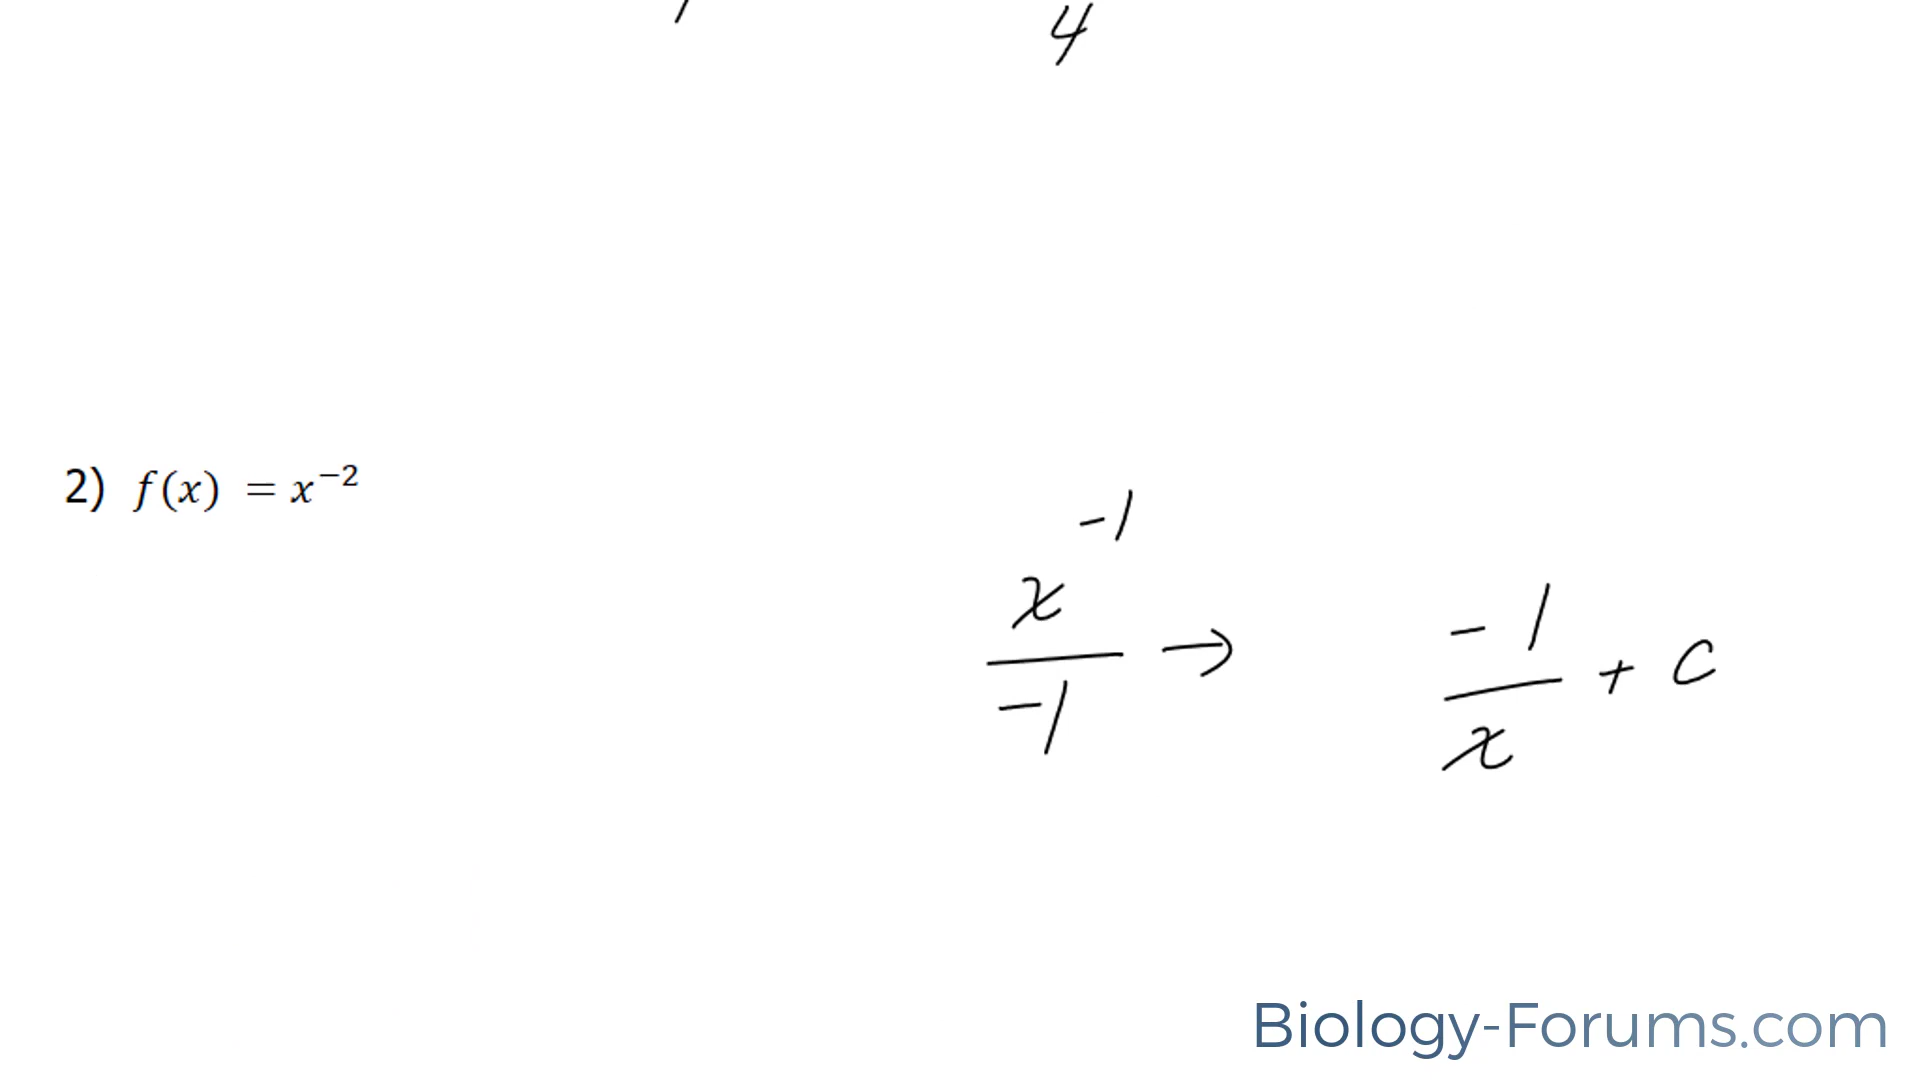 4
2) f(x) = x⁻²
x⁻¹/-1 → -1/x + c
Biology-Forums.com